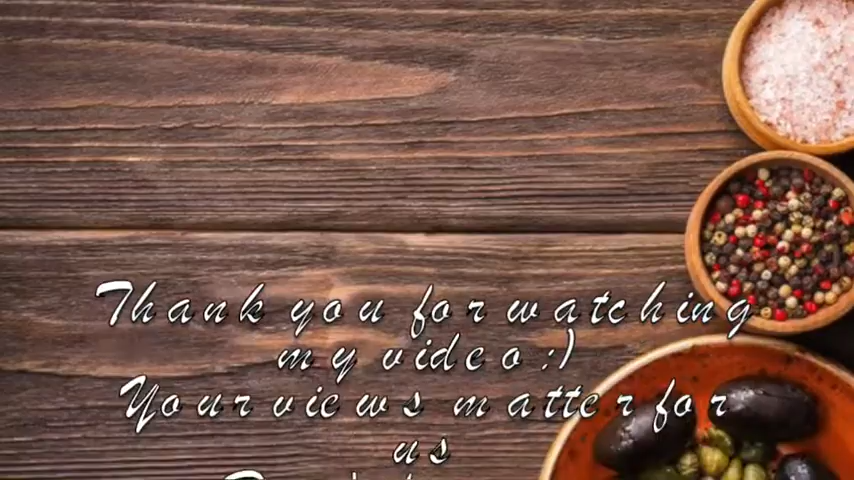 Thank you for watching
my video :)
Your views matter for
us